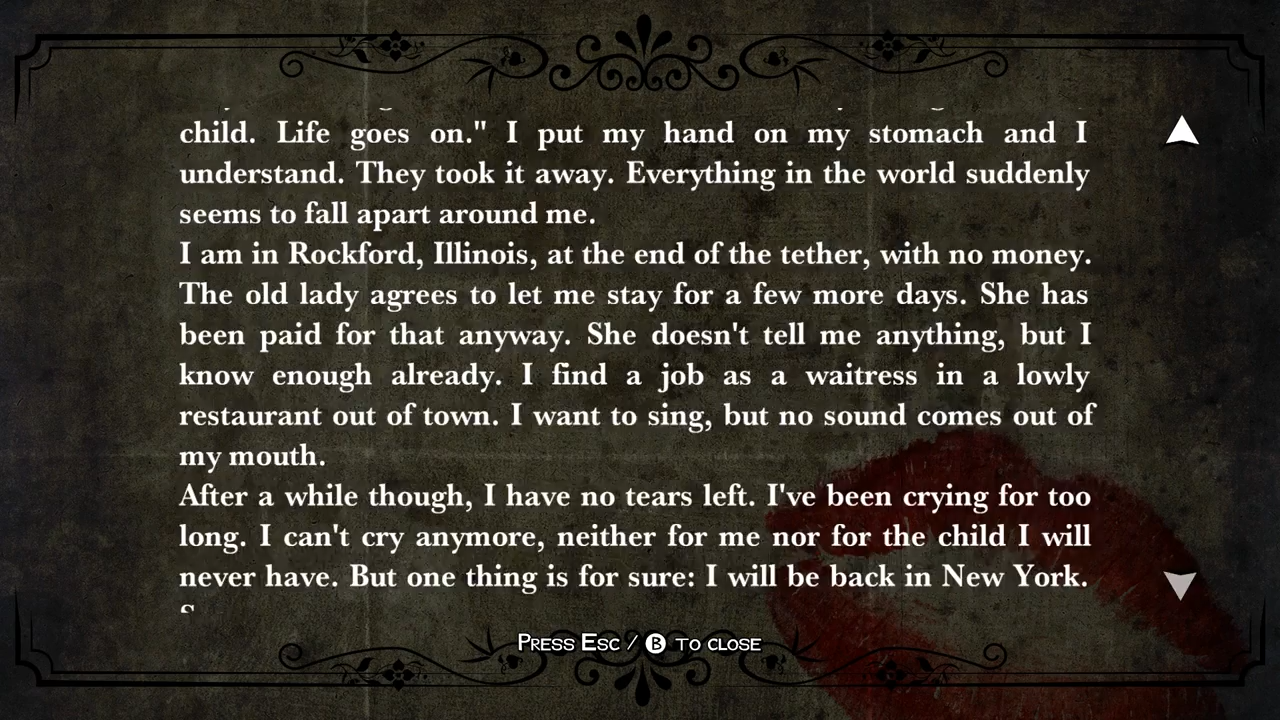 child. Life goes on." I put my hand on my stomach and I
understand. They took it away. Everything in the world suddenly
seems to fall apart around me.
I am in Rockford, Illinois, at the end of the tether, with no money.
The old lady agrees to let me stay for a few more days. She has
been paid for that anyway. She doesn't tell me anything, but I
know enough already. I find a job as a waitress in a lowly
restaurant out of town. I want to sing, but no sound comes out of
my mouth.
After a while though, I have no tears left. I've been crying for too
long. I can't cry anymore, neither for me nor for the child I will
never have. But one thing is for sure: I will be back in New York.
Press Esc / B to close